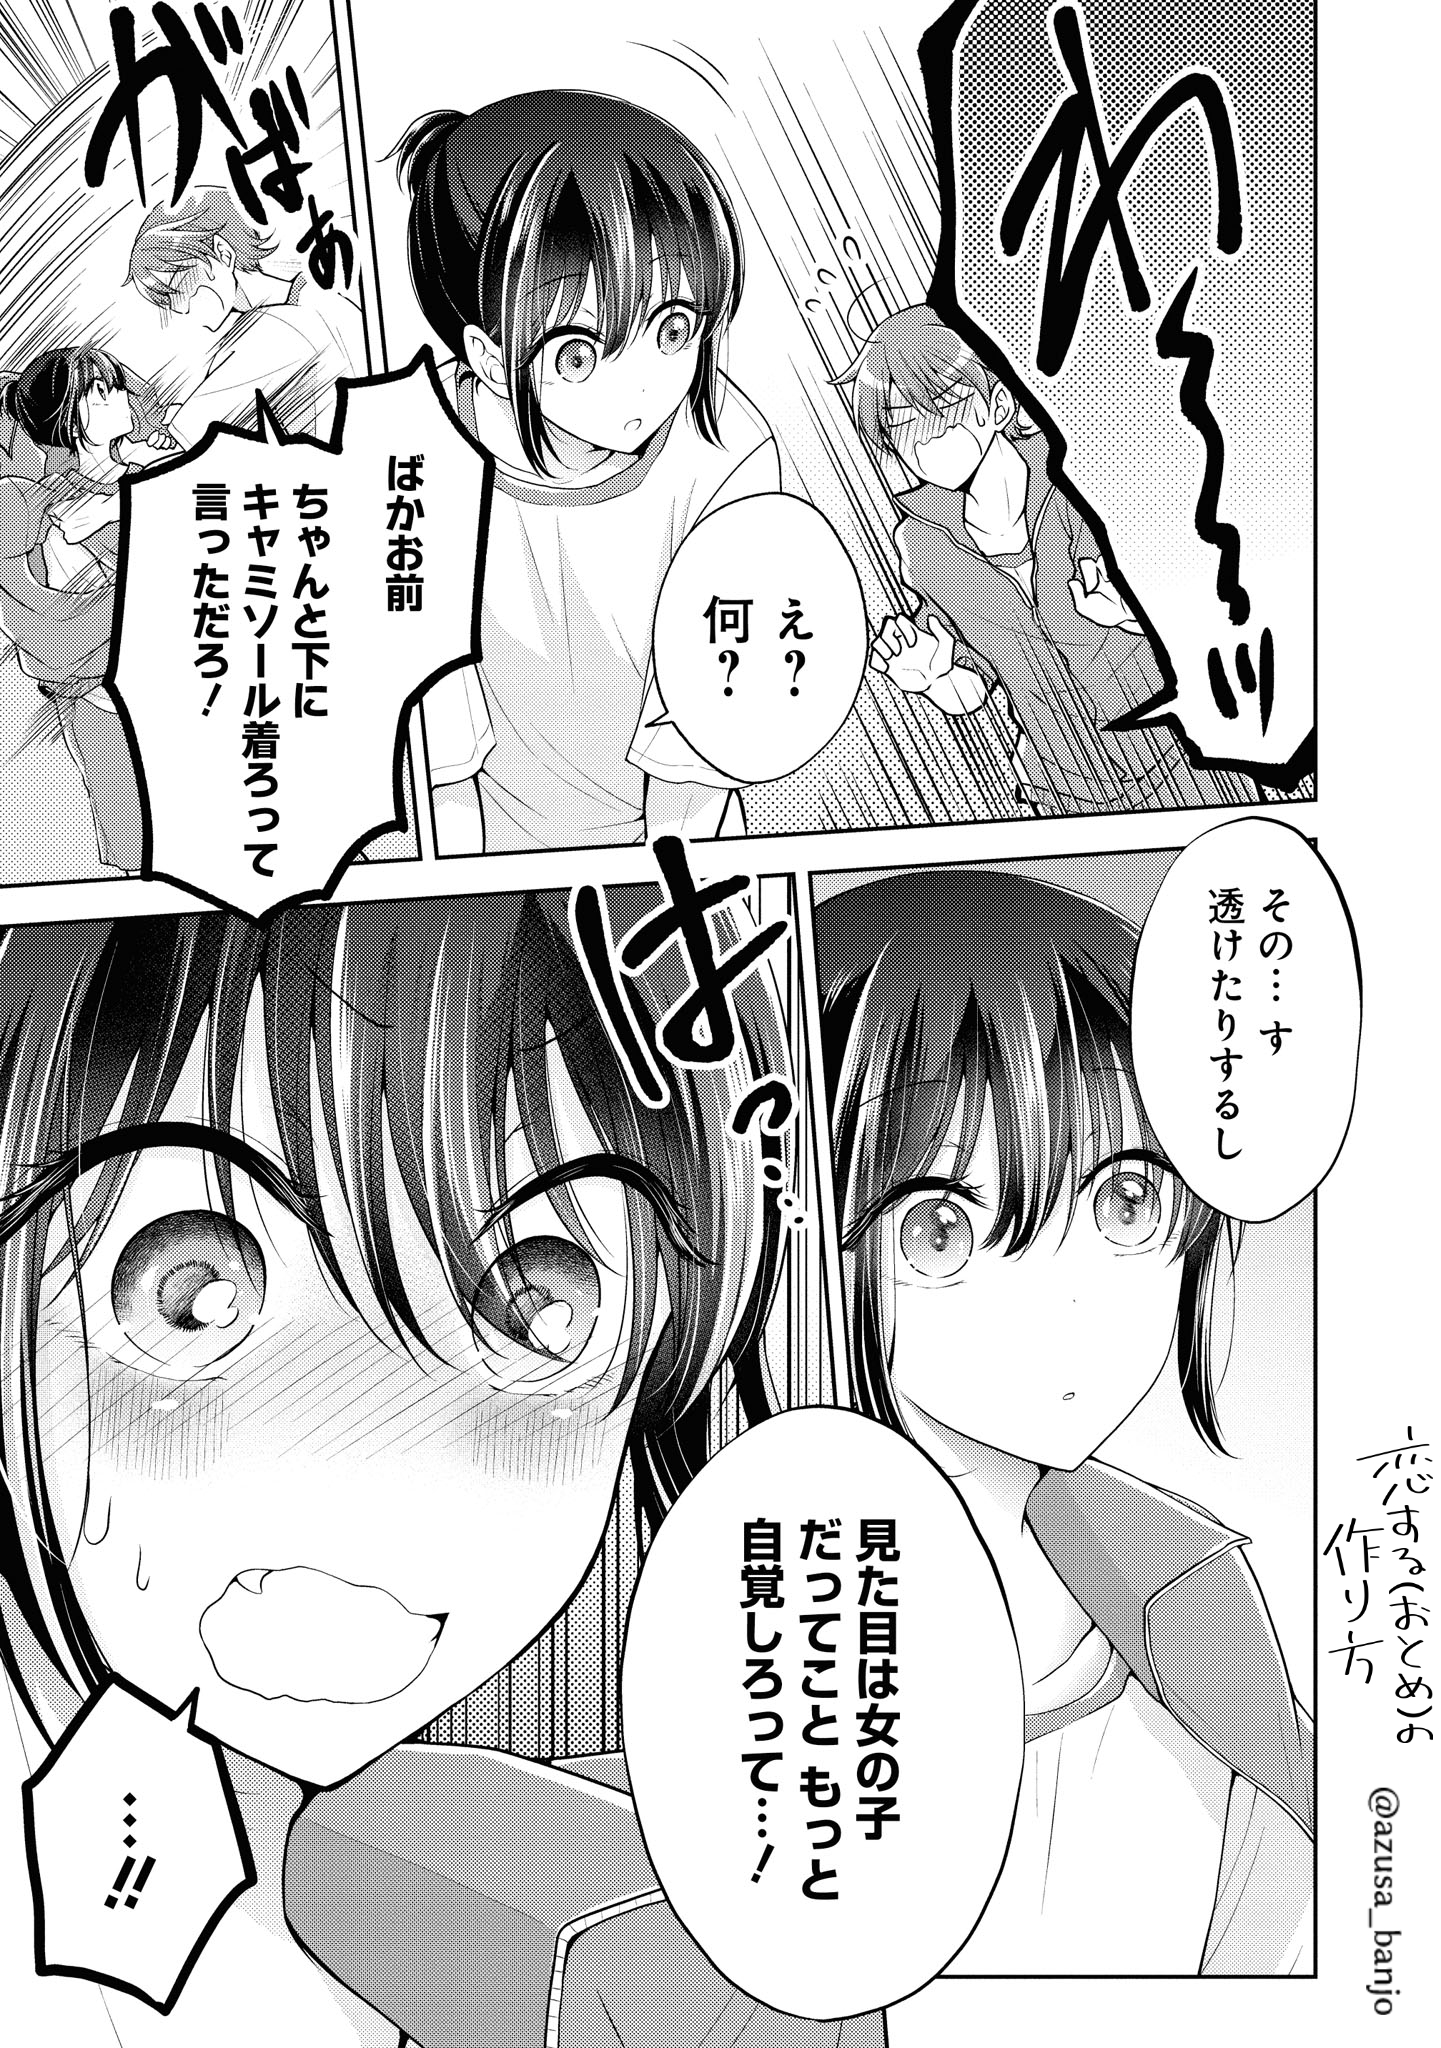 わーーッ
え?
何?
がばぁ
ばかお前
ちゃんと下に
キャミソール着ろって
言っただろ!
その…す
透けたりするし
見た目は女の子
だってこともっと
自覚しろって…!
はっ…
…!!
恋する(おとめ)の
作り方
@azusa_banjo